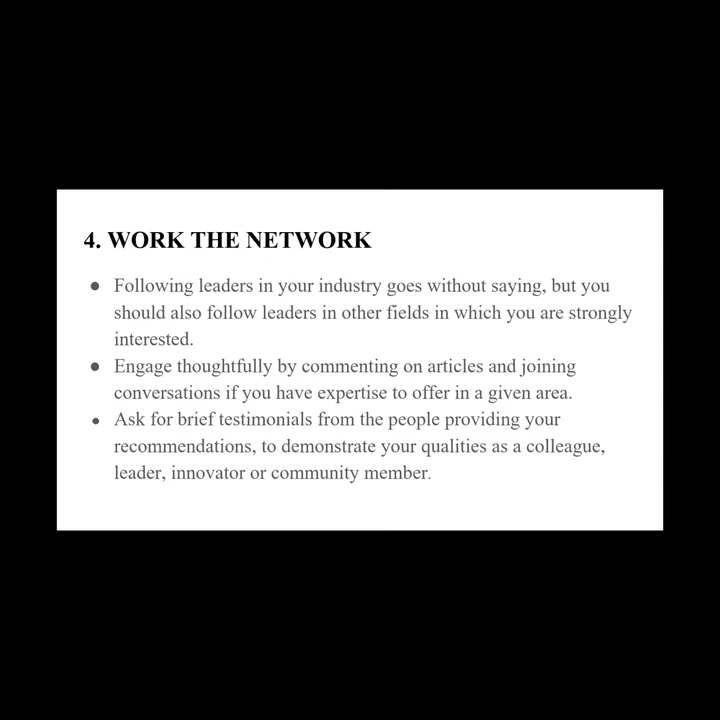 4. WORK THE NETWORK
● Following leaders in your industry goes without saying, but you
should also follow leaders in other fields in which you are strongly
interested.
● Engage thoughtfully by commenting on articles and joining
conversations if you have expertise to offer in a given area.
● Ask for brief testimonials from the people providing your
recommendations, to demonstrate your qualities as a colleague,
leader, innovator or community member.